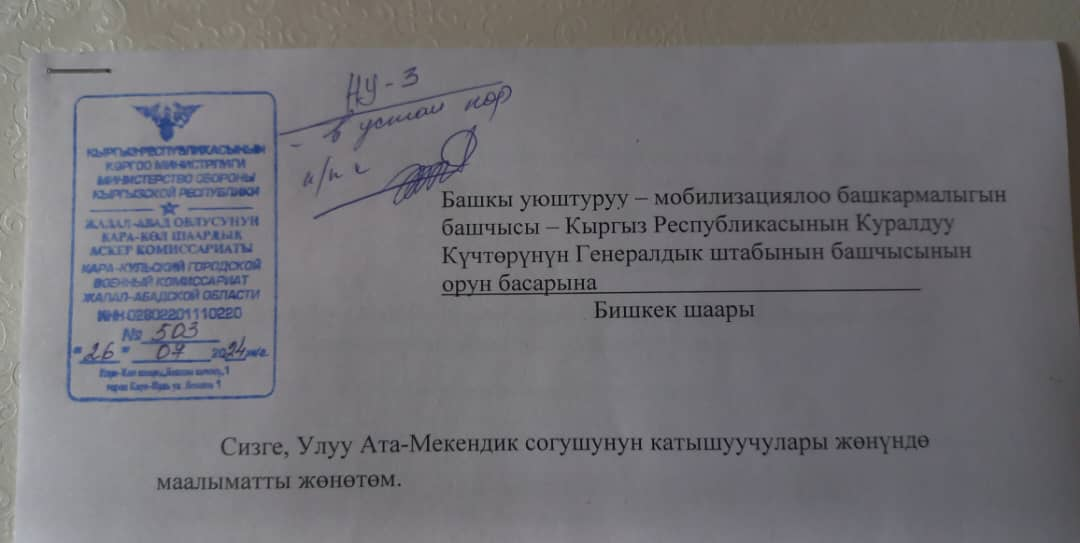 КЫРГЫЗ РЕСПУБЛИКАСЫНЫН
КОРГОО МИНИСТРЛИГИ
МИНИСТЕРСТВО ОБОРОНЫ
КЫРГЫЗСКОЙ РЕСПУБЛИКИ
ЖАЛАЛ-АБАД ОБЛУСУНУН
КАРА-КӨЛ ШААРДЫК
АСКЕР КОМИССАРИАТЫ
КАРА-КУЛЬСКИЙ ГОРОДСКОЙ
ВОЕННЫЙ КОМИССАРИАТ
ЖАЛАЛ-АБАДСКОЙ ОБЛАСТИ
ИНН 02802201110220
№ 503
"26" 07 2024 ж/г.
НУ-3
- в устан пор
Башкы уюштуруу – мобилизациялоо башкармалыгын
башчысы – Кыргыз Республикасынын Куралдуу
Күчтөрүнүн Генералдык штабынын башчысынын
орун басарына
Бишкек шаары
Сизге, Улуу Ата-Мекендик согушунун катышуучулары жөнүндө
маалыматты жөнөтөм.